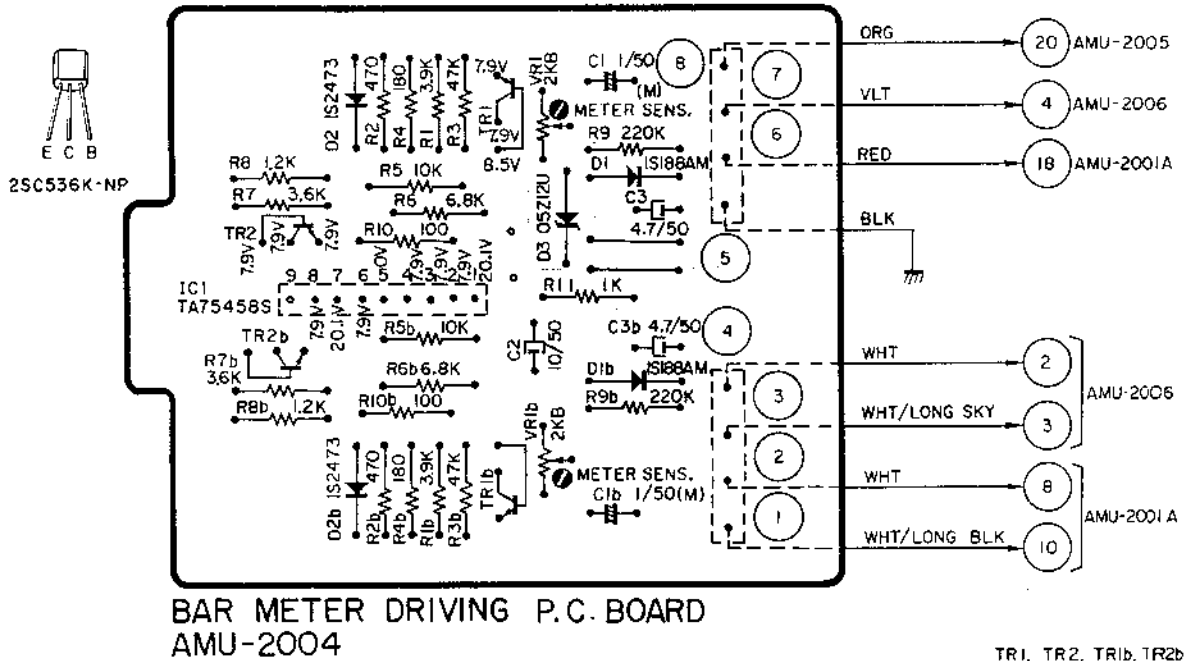 E C B
2SC536K-NP
D2 1S2473
R2 470
R4 180
R1 3.9K
R3 47K
7.9V
TR1
7.9V
8.5V
VR1
2KB
METER SENS.
C1 1/50
(M)
R9 220K
D1 1S188AM
C3
4.7/50
D3 05Z12U
R11 1K
R8 1.2K
R7 3.6K
TR2
7.9V
7.9V
7.9V
R5 10K
R6 6.8K
R10 100
0V
7.9V
7.9V
7.9V
20.1V
9 8 7 6 5 4 3 2 1
IC1
TA75458S
7.9V
20.1V
7.9V
TR2b
R7b
3.6K
R8b 1.2K
R5b 10K
R6b 6.8K
R10b 100
C2
10/50
C3b 4.7/50
D1b 1S188AM
R9b 220K
VR1b
2KB
METER SENS.
C1b 1/50(M)
D2b 1S2473
R2b 470
R4b 180
R1b 3.9K
R3b 47K
TR1b
8
7
6
5
4
3
2
1
ORG 20 AMU-2005
VLT 4 AMU-2006
RED 18 AMU-2001A
BLK
WHT 2
WHT/LONG SKY 3
AMU-2006
WHT 8
WHT/LONG BLK 10
AMU-2001A
BAR METER DRIVING P.C. BOARD
AMU-2004
TR1, TR2, TR1b, TR2b